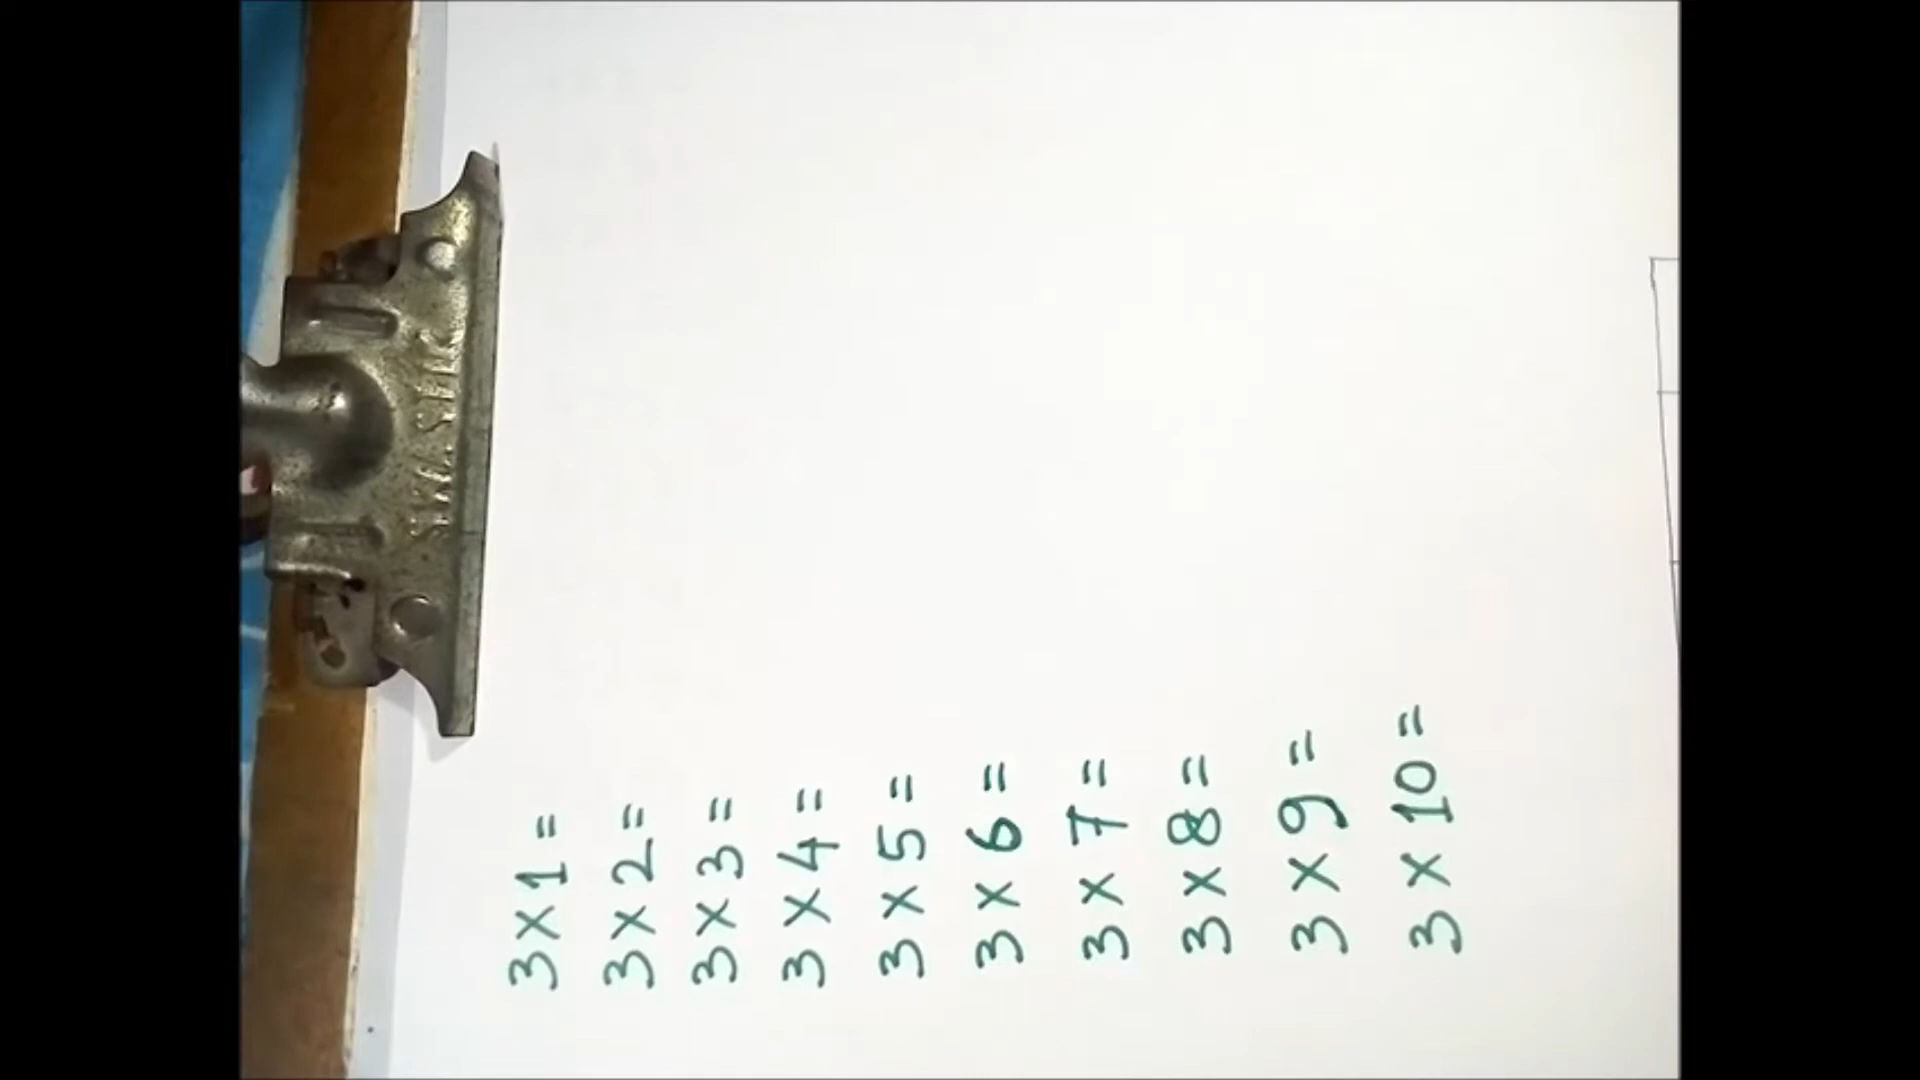 3 x 1 =
3 x 2 =
3 x 3 =
3 x 4 =
3 x 5 =
3 x 6 =
3 x 7 =
3 x 8 =
3 x 9 =
3 x 10 =